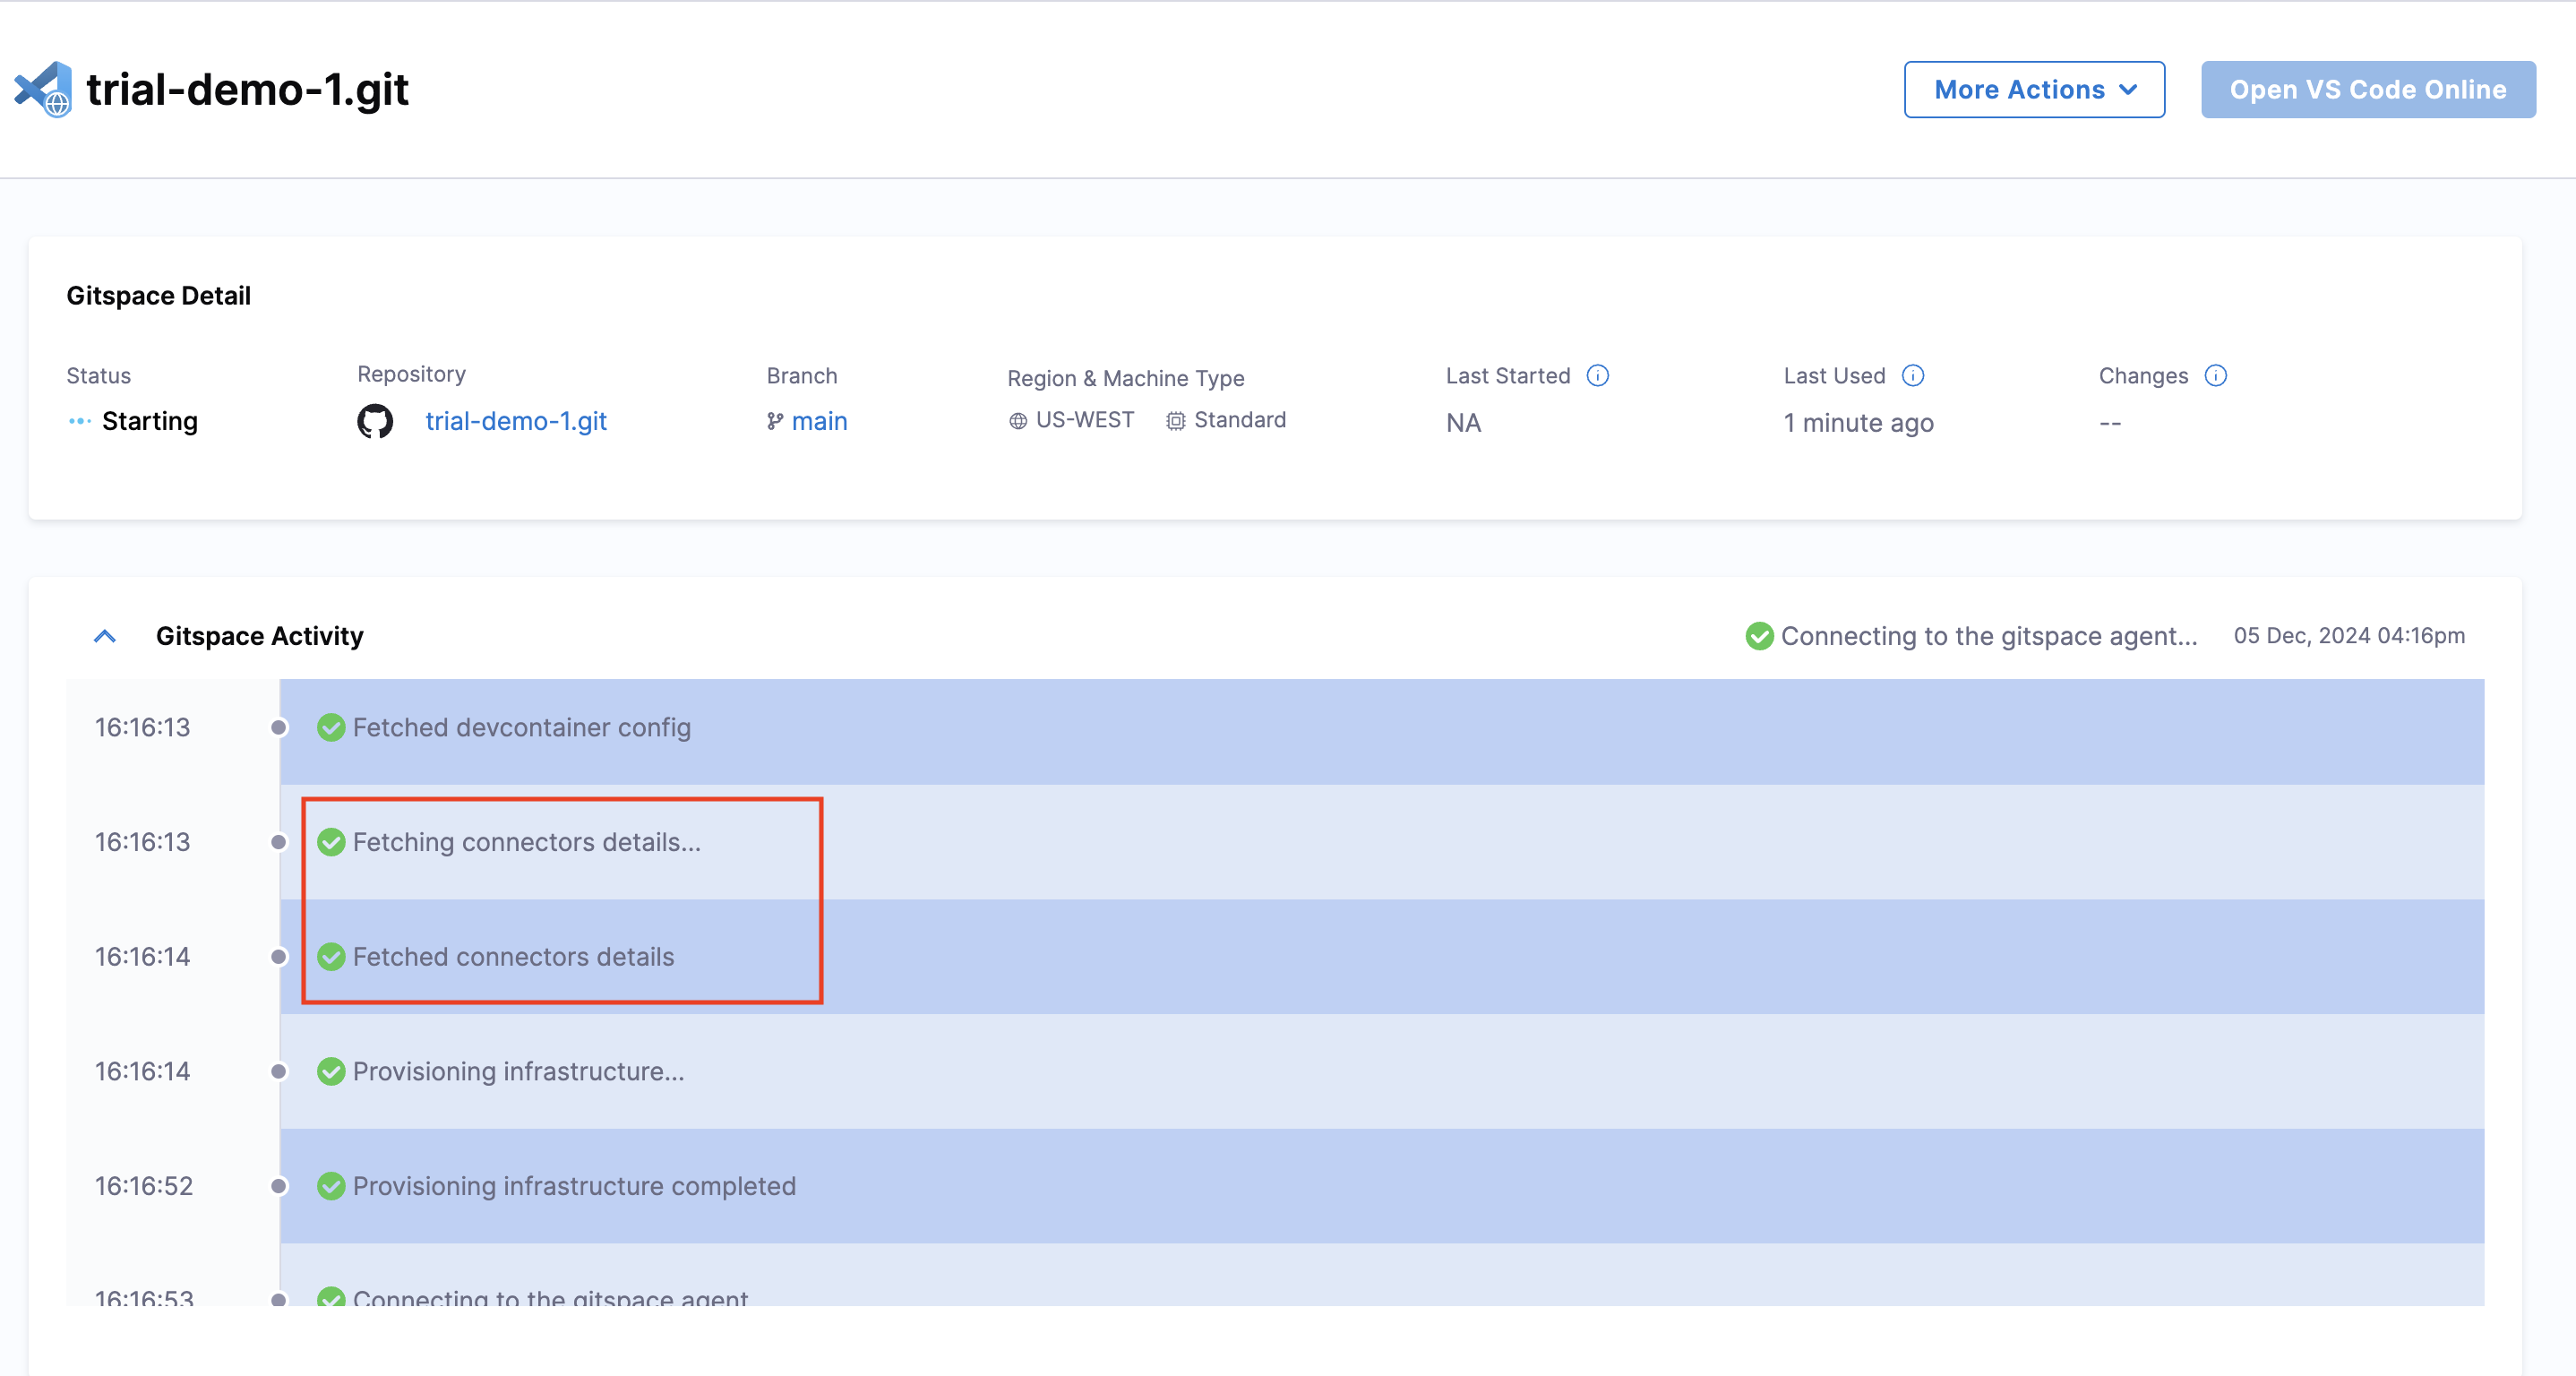 trial-demo-1.git
More Actions
Open VS Code Online
Gitspace Detail
Status Repository Branch Region & Machine Type Last Started Last Used Changes
Starting trial-demo-1.git main US-WEST Standard NA 1 minute ago --
Gitspace Activity Connecting to the gitspace agent... 05 Dec, 2024 04:16pm
16:16:13 Fetched devcontainer config
16:16:13 Fetching connectors details...
16:16:14 Fetched connectors details
16:16:14 Provisioning infrastructure...
16:16:52 Provisioning infrastructure completed
16:16:53 Connecting to the gitspace agent